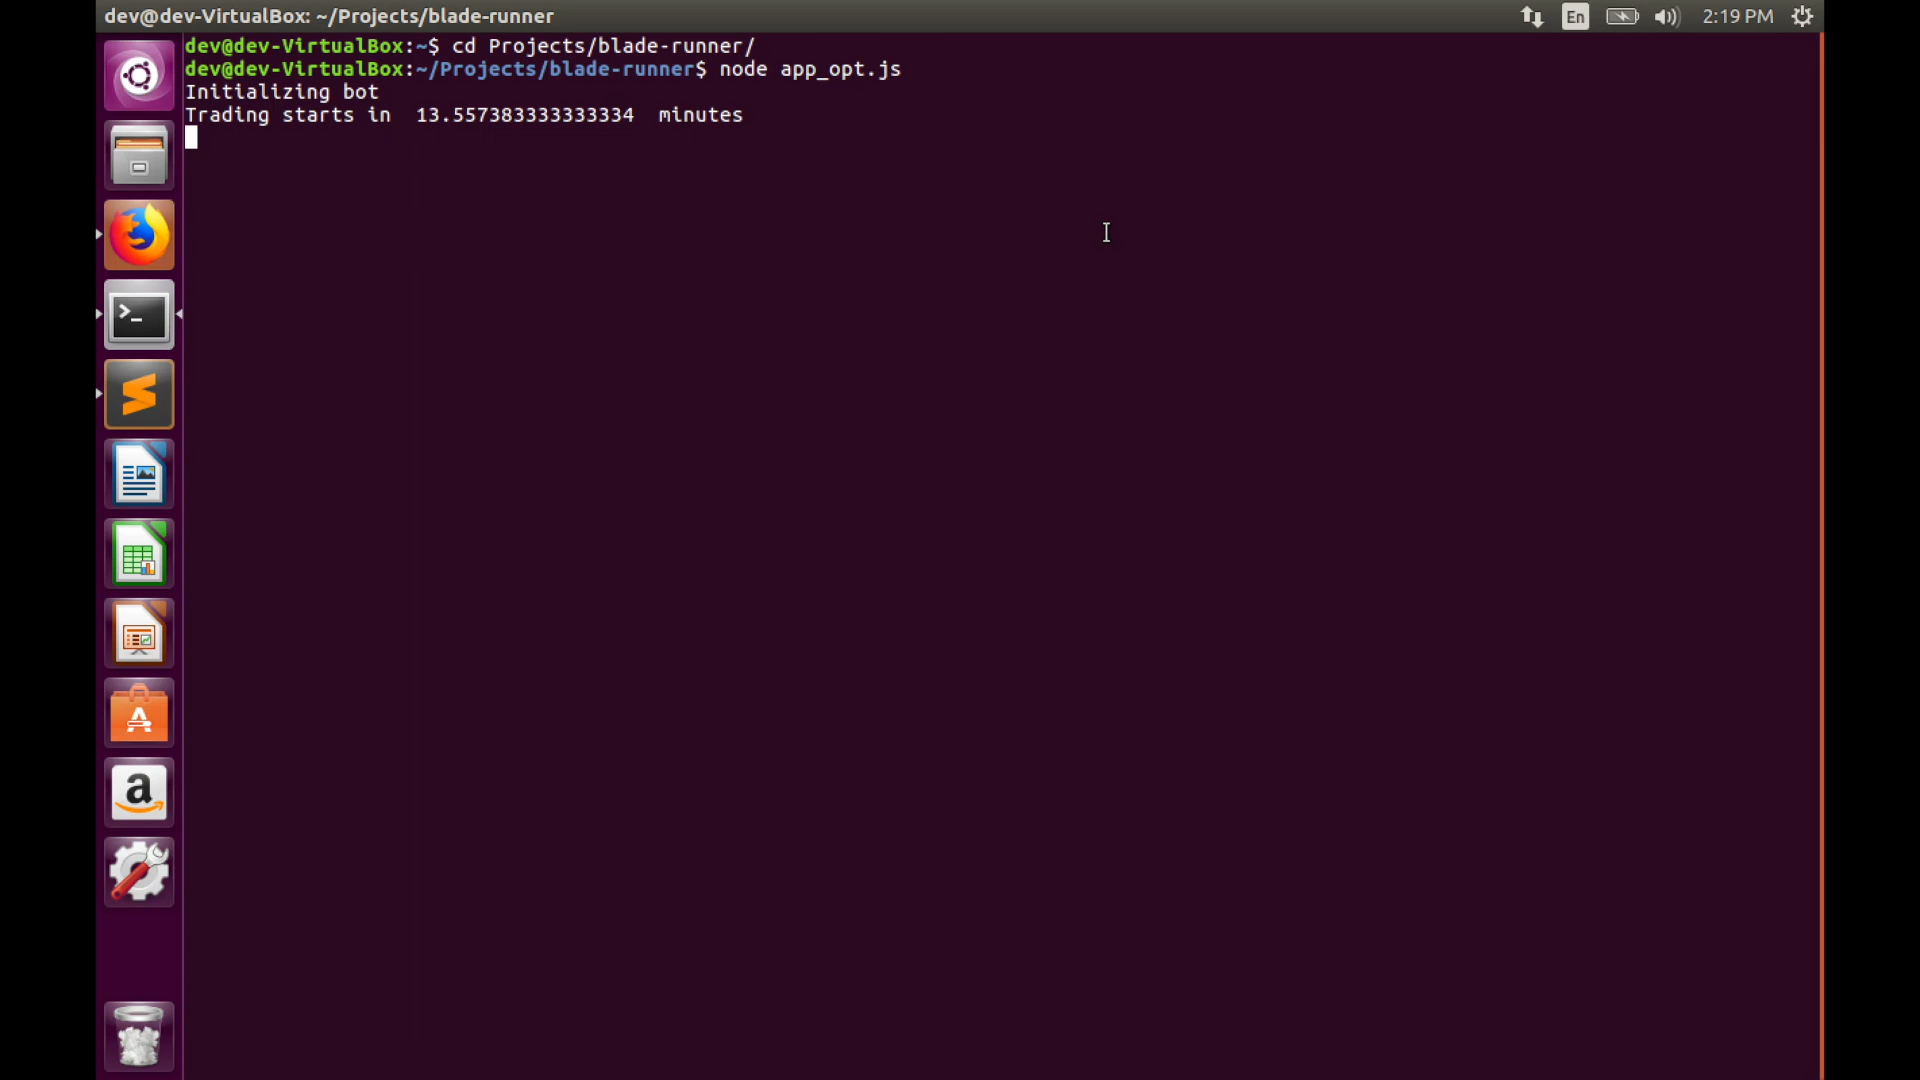 dev@dev-VirtualBox: ~/Projects/blade-runner
En
2:19 PM
dev@dev-VirtualBox:~$ cd Projects/blade-runner/
dev@dev-VirtualBox:~/Projects/blade-runner$ node app_opt.js
Initializing bot
Trading starts in  13.557383333333334  minutes